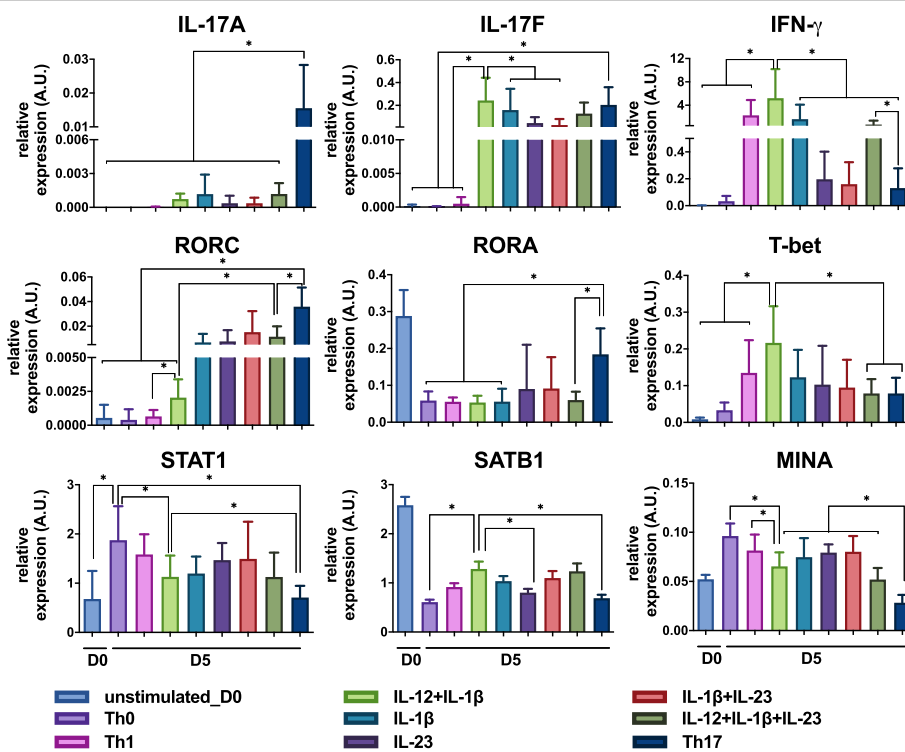 IL-17A
IL-17F
IFN-γ
relative expression (A.U.)
0.03
0.02
0.01
0.006
0.003
0.000
*
relative expression (A.U.)
0.6
0.4
0.2
0.010
0.005
0.000
* * *
relative expression (A.U.)
12
8
4
0.4
0.2
0.0
* * *
RORC
RORA
T-bet
relative expression (A.U.)
0.06
0.04
0.02
0.0050
0.0025
0.0000
* * * *
relative expression (A.U.)
0.4
0.3
0.2
0.1
0.0
* *
relative expression (A.U.)
0.4
0.3
0.2
0.1
0.0
* *
STAT1
SATB1
MINA
relative expression (A.U.)
3
2
1
0
* * * *
relative expression (A.U.)
3
2
1
0
* * *
relative expression (A.U.)
0.15
0.10
0.05
0.00
* * *
D0 D5
D0 D5
D0 D5
unstimulated_D0
IL-12+IL-1β
IL-1β+IL-23
Th0
IL-1β
IL-12+IL-1β+IL-23
Th1
IL-23
Th17